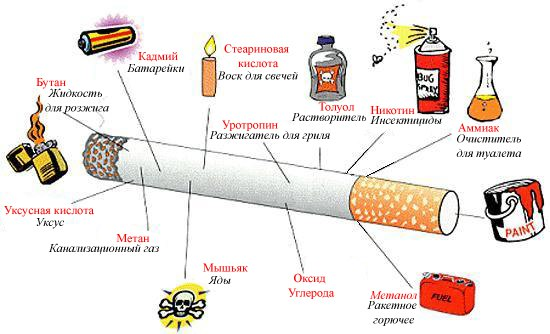 Кадмий
Батарейки
Стеариновая
кислота
Воск для свечей
Бутан
Жидкость
для розжига
Толуол
Растворитель
BUG
SPRAY
Никотин
Инсектициды
Аммиак
Очиститель
для туалета
Уротропин
Разжигатель для гриля
Уксусная кислота
Уксус
Метан
Канализационный газ
Мышьяк
Яды
Оксид
Углерода
Метанол
Ракетное
горючее
FUEL
PAINT